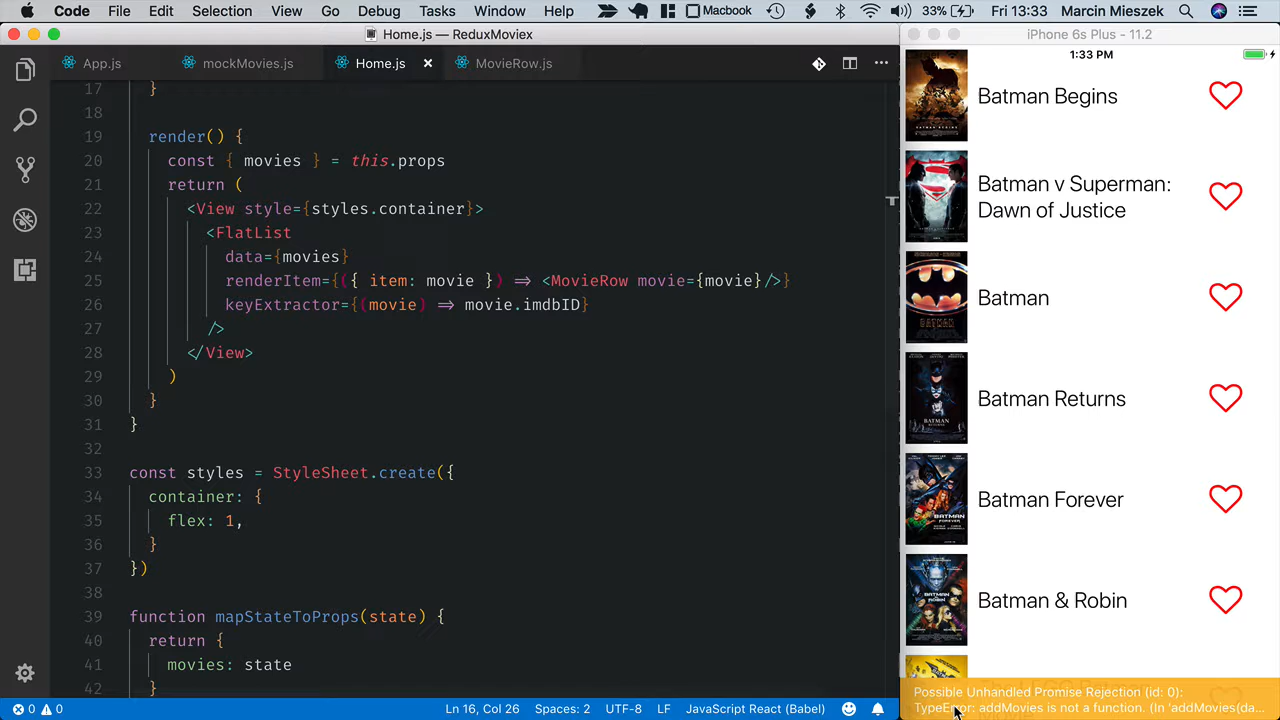 Code File Edit Selection View Go Debug Tasks Window Help Macbook 33% Fri 13:33 Marcin Mieszek
Home.js — Redux​Moviex
App.js
Home.js
MovieRow.js
17 }
18
19 render()
20 const { movies } = this.props
21 return (
22 <View style={styles.container}>
23 <FlatList
24 data={movies}
25 ({ item: movie }) => <MovieRow movie={movie}/>}
26 keyExtractor={(movie) => movie.imdbID}
27 />
28 </View>
29 )
30 }
31 }
32
33 const = StyleSheet.create({
34 container: {
35 flex: 1,
36 }
37 })
38
39 function mapStateToProps(state) {
40 return
41 movies: state
42 }
0 0 Ln 16, Col 26 Spaces: 2 UTF-8 LF JavaScript React (Babel)
iPhone 6s Plus - 11.2
1:33 PM
Batman Begins
Batman v Superman:
Dawn of Justice
Batman
Batman Returns
Batman Forever
Batman & Robin
Possible Unhandled Promise Rejection (id: 0):
TypeError: addMovies is not a function. (In 'addMovies(da...